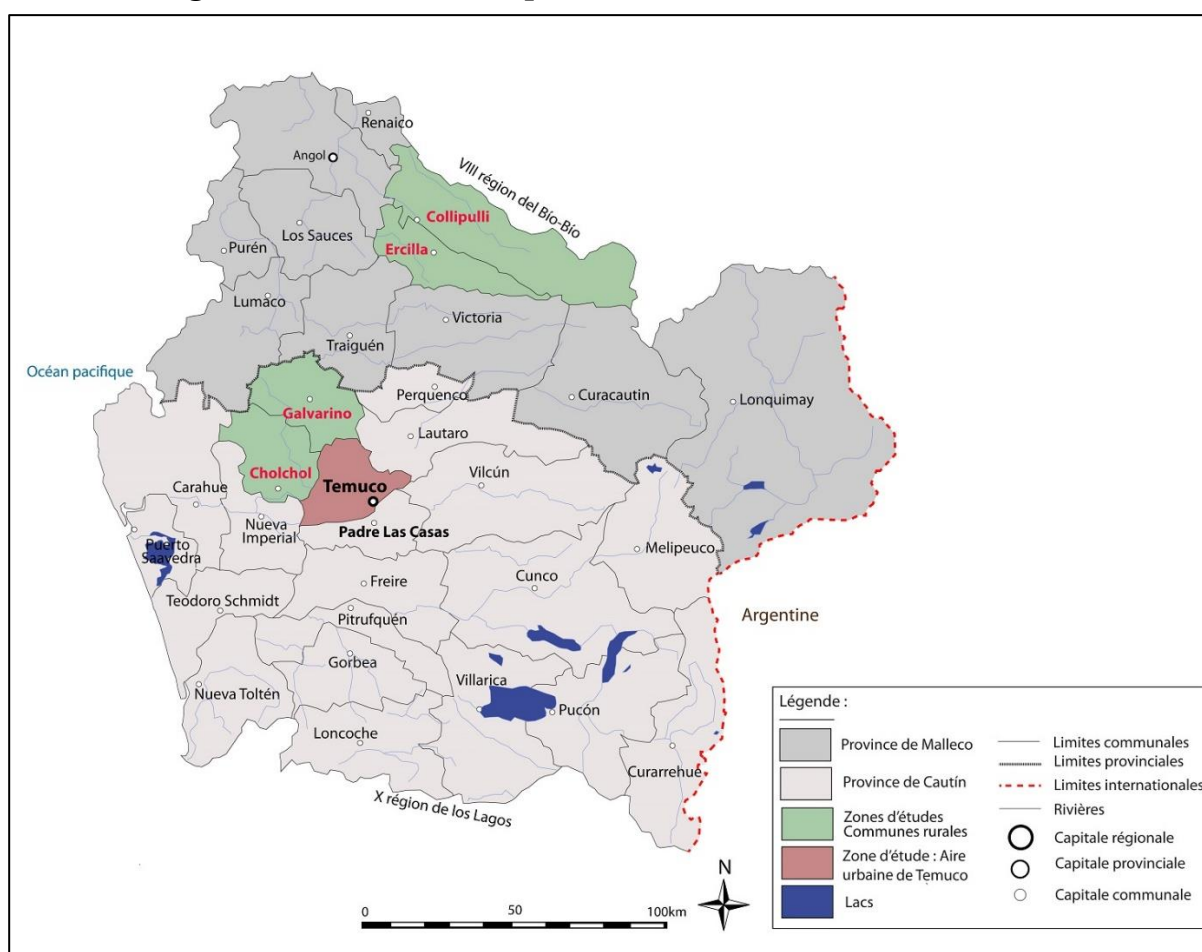 Renaico
Angol
VIII région del Bío-Bío
Collipulli
Los Sauces
Purén
Ercilla
Lumaco
Victoria
Traiguén
Océan pacifique
Perquenco
Curacautin
Lonquimay
Galvarino
Lautaro
Cholchol
Vilcún
Carahue
Temuco
Nueva
Imperial
Padre Las Casas
Puerto
Saavedra
Melipeuco
Freire
Cunco
Teodoro Schmidt
Pitrufquén
Argentine
Gorbea
Villarica
Nueva Toltén
Pucón
Loncoche
Curarrehué
X région de los Lagos
Légende :
Province de Malleco
Province de Cautín
Zones d'études
Communes rurales
Zone d'étude : Aire
urbaine de Temuco
Lacs
Limites communales
Limites provinciales
Limites internationales
Rivières
Capitale régionale
Capitale provinciale
Capitale communale
N
0 50 100km